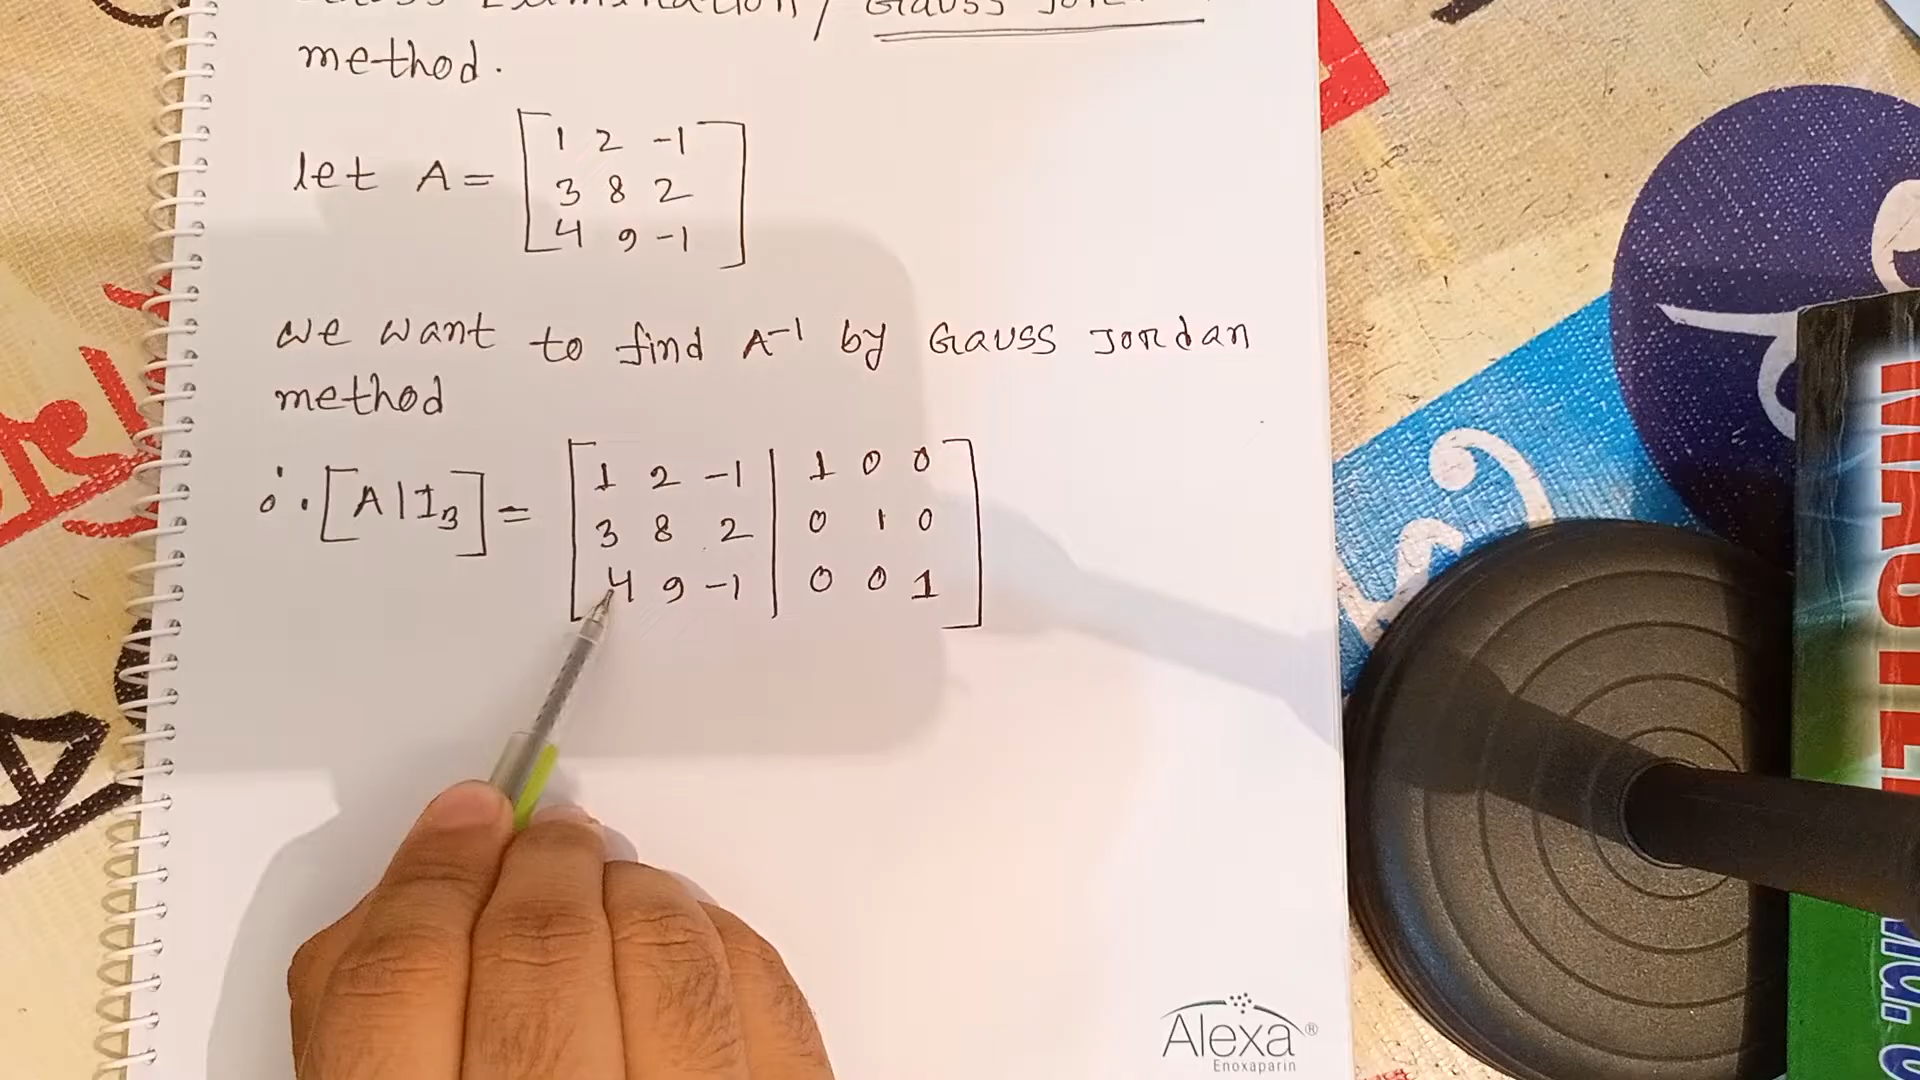 method.
let A = [1 2 -1
3 8 2
4 9 -1]
we want to find A⁻¹ by Gauss Jordan
method
∴ [A|I₃] = [1 2 -1 | 1 0 0
3 8 2 | 0 1 0
4 9 -1 | 0 0 1]
Alexa®
Enoxaparin